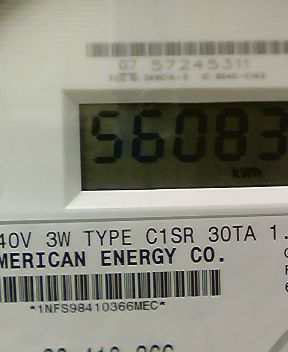 07 57245311
56083
kWh
40V 3W TYPE C1SR 30TA 1.
MERICAN ENERGY CO.
*1NFS98410366MEC*